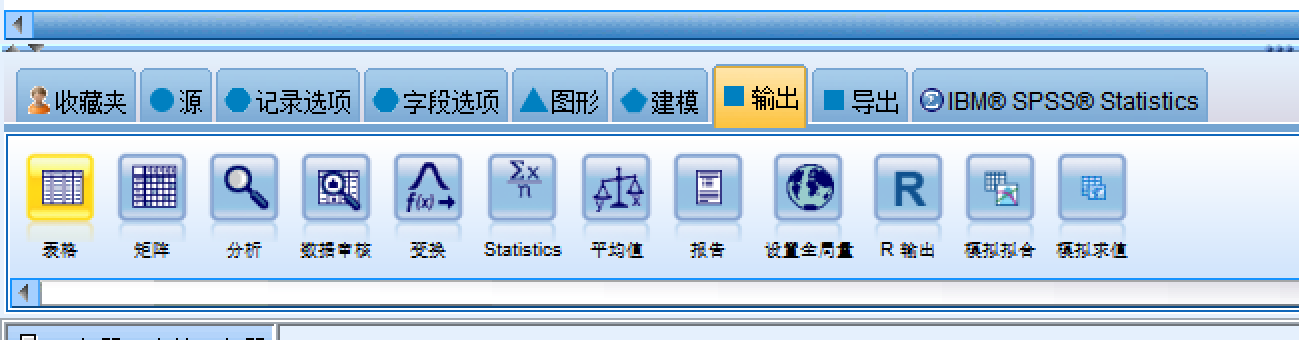 收藏夹 源 记录选项 字段选项 图形 建模 输出 导出 IBM® SPSS® Statistics
Σx
n
f(x)
y x
R
表格 矩阵 分析 数据审核 变换 Statistics 平均值 报告 设置全局量 R 输出 模拟拟合 模拟求值